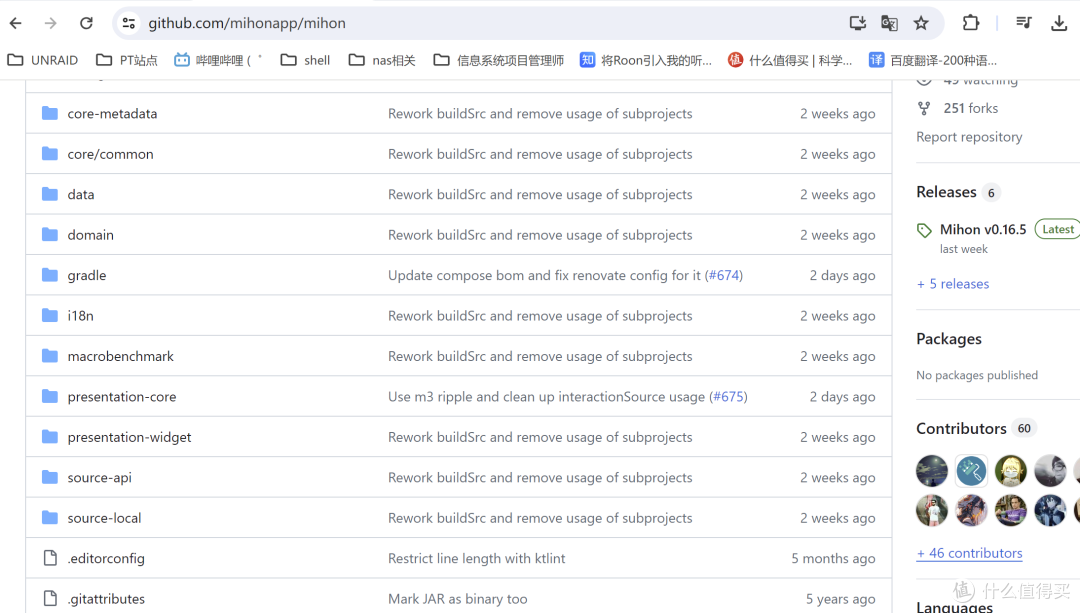 github.com/mihonapp/mihon
UNRAID PT站点 哔哩哔哩 ( ゜ shell nas相关 信息系统项目管理师 将Roon引入我的听... 什么值得买 | 科学... 百度翻译-200种语...
49 watching
core-metadata Rework buildSrc and remove usage of subprojects 2 weeks ago
251 forks
core/common Rework buildSrc and remove usage of subprojects 2 weeks ago
Report repository
data Rework buildSrc and remove usage of subprojects 2 weeks ago
Releases 6
domain Rework buildSrc and remove usage of subprojects 2 weeks ago
Mihon v0.16.5 Latest
last week
gradle Update compose bom and fix renovate config for it (#674) 2 days ago
+ 5 releases
i18n Rework buildSrc and remove usage of subprojects 2 weeks ago
Packages
macrobenchmark Rework buildSrc and remove usage of subprojects 2 weeks ago
No packages published
presentation-core Use m3 ripple and clean up interactionSource usage (#675) 2 days ago
Contributors 60
presentation-widget Rework buildSrc and remove usage of subprojects 2 weeks ago
source-api Rework buildSrc and remove usage of subprojects 2 weeks ago
source-local Rework buildSrc and remove usage of subprojects 2 weeks ago
.editorconfig Restrict line length with ktlint 5 months ago
+ 46 contributors
.gitattributes Mark JAR as binary too 5 years ago
值 什么值得买
Languages